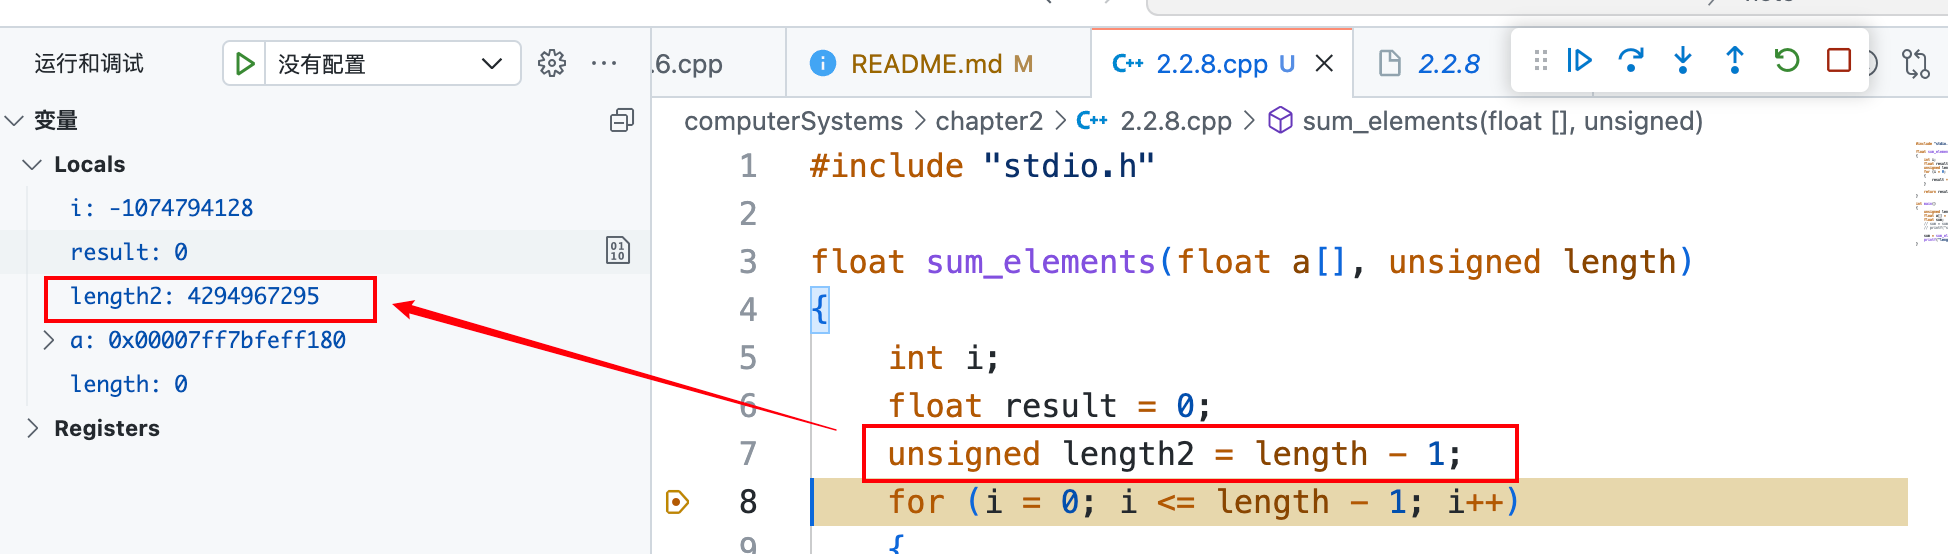 运行和调试
没有配置
.6.cpp
README.md M
C++ 2.2.8.cpp U
2.2.8
变量
computerSystems > chapter2 > C++ 2.2.8.cpp > sum_elements(float [], unsigned)
Locals
i: -1074794128
result: 0
length2: 4294967295
a: 0x00007ff7bfeff180
length: 0
Registers
1 #include "stdio.h"
2
3 float sum_elements(float a[], unsigned length)
4 {
5 int i;
6 float result = 0;
7 unsigned length2 = length - 1;
8 for (i = 0; i <= length - 1; i++)
9 {